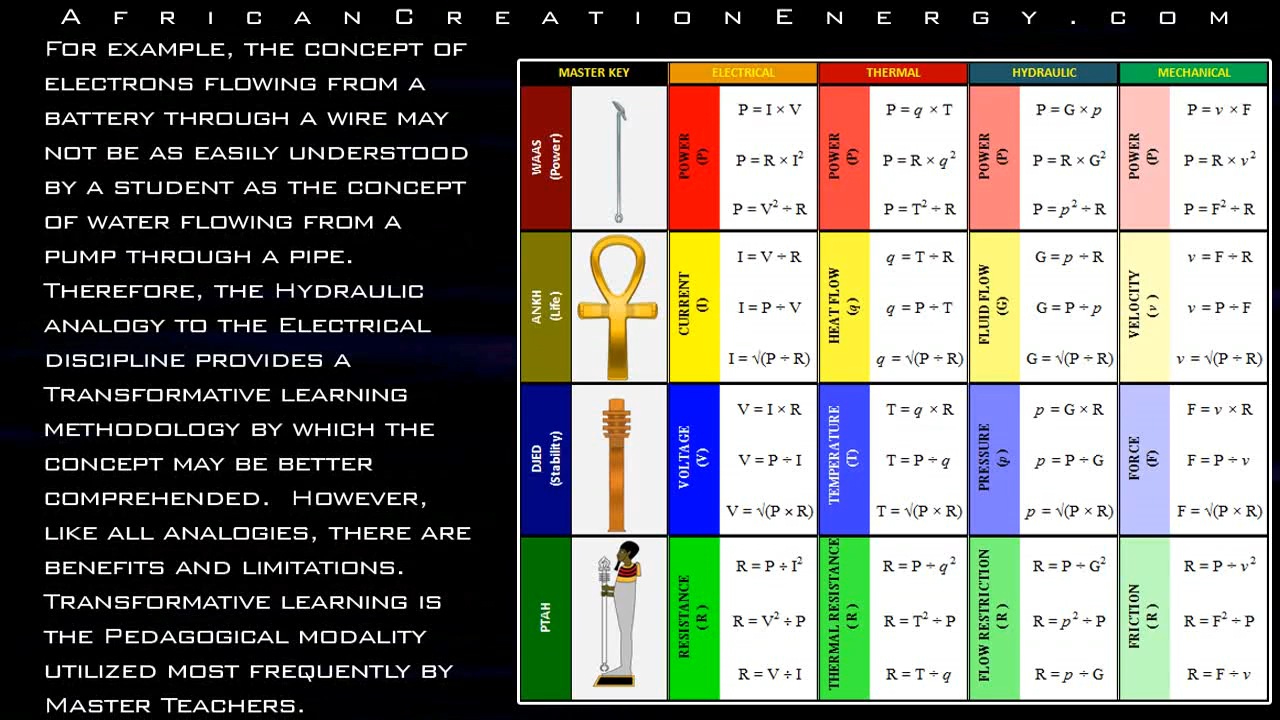 AfricanCreationEnergy.com
For example, the concept of
electrons flowing from a
battery through a wire may
not be as easily understood
by a student as the concept
of water flowing from a
pump through a pipe.
Therefore, the Hydraulic
analogy to the Electrical
discipline provides a
Transformative learning
methodology by which the
concept may be better
comprehended. However,
like all analogies, there are
benefits and limitations.
Transformative learning is
the Pedagogical modality
utilized most frequently by
Master Teachers.
MASTER KEY ELECTRICAL THERMAL HYDRAULIC MECHANICAL
WAAS
(Power)
POWER
(P)
P = I × V
P = R × I²
P = V² ÷ R
POWER
(P)
P = q × T
P = R × q²
P = T² ÷ R
POWER
(P)
P = G × p
P = R × G²
P = p² ÷ R
POWER
(P)
P = v × F
P = R × v²
P = F² ÷ R
ANKH
(Life)
CURRENT
(I)
I = V ÷ R
I = P ÷ V
I = √(P ÷ R)
HEAT FLOW
(q)
q = T ÷ R
q = P ÷ T
q = √(P ÷ R)
FLUID FLOW
(G)
G = p ÷ R
G = P ÷ p
G = √(P ÷ R)
VELOCITY
(v )
v = F ÷ R
v = P ÷ F
v = √(P ÷ R)
DJED
(Stability)
VOLTAGE
(V)
V = I × R
V = P ÷ I
V = √(P × R)
TEMPERATURE
(T)
T = q × R
T = P ÷ q
T = √(P × R)
PRESSURE
(p)
p = G × R
p = P ÷ G
p = √(P × R)
FORCE
(F)
F = v × R
F = P ÷ v
F = √(P × R)
PTAH
RESISTANCE
( R )
R = P ÷ I²
R = V² ÷ P
R = V ÷ I
THERMAL RESISTANCE
( R )
R = P ÷ q²
R = T² ÷ P
R = T ÷ q
FLOW RESTRICTION
( R )
R = P ÷ G²
R = p² ÷ P
R = p ÷ G
FRICTION
( R )
R = P ÷ v²
R = F² ÷ P
R = F ÷ v